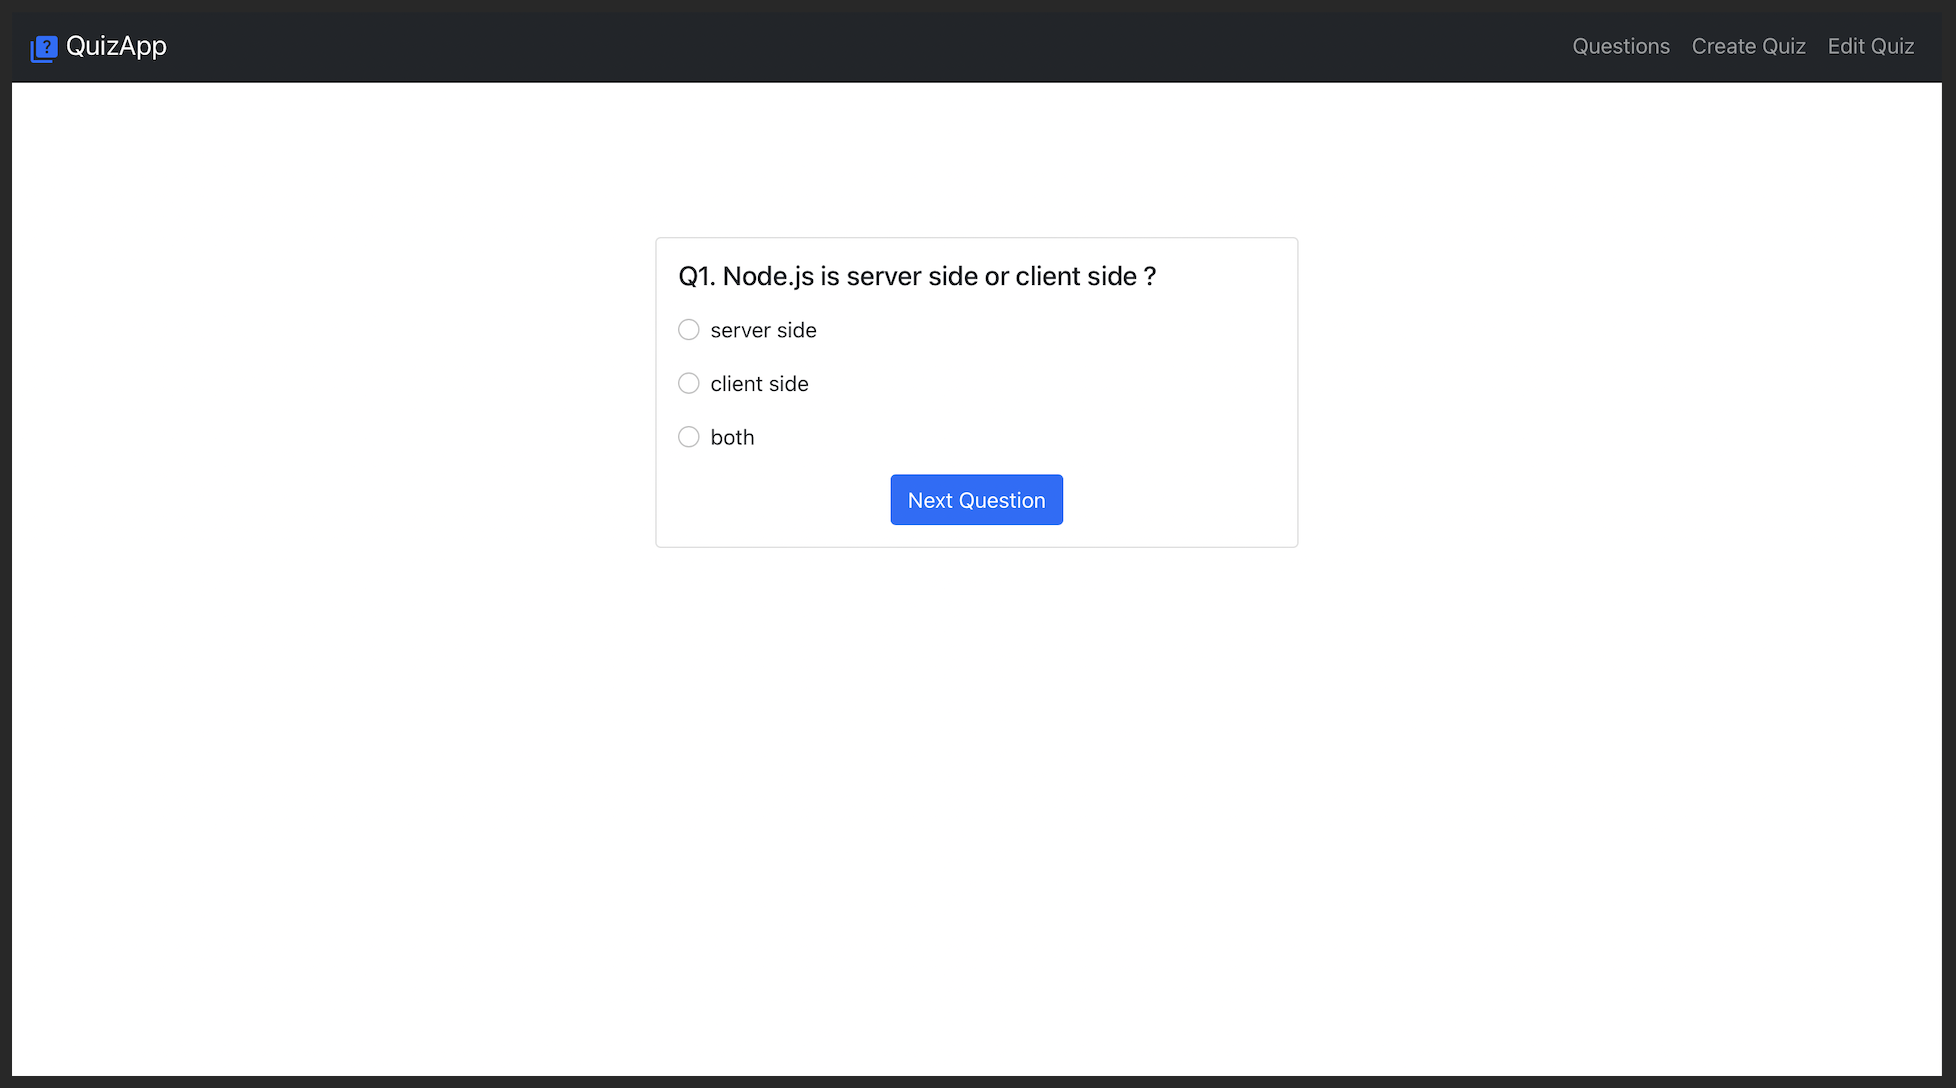 QuizApp
Questions Create Quiz Edit Quiz
Q1. Node.js is server side or client side ?
server side
client side
both
Next Question